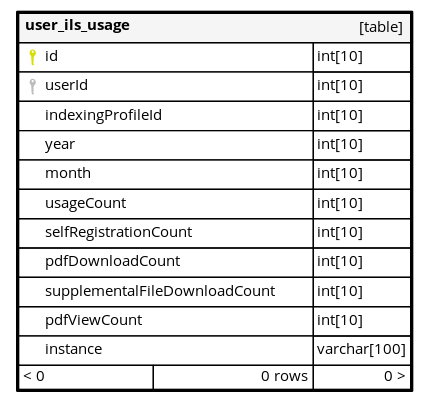 user_ils_usage [table]
id int[10]
userId int[10]
indexingProfileId int[10]
year int[10]
month int[10]
usageCount int[10]
selfRegistrationCount int[10]
pdfDownloadCount int[10]
supplementalFileDownloadCount int[10]
pdfViewCount int[10]
instance varchar[100]
< 0 0 rows 0 >